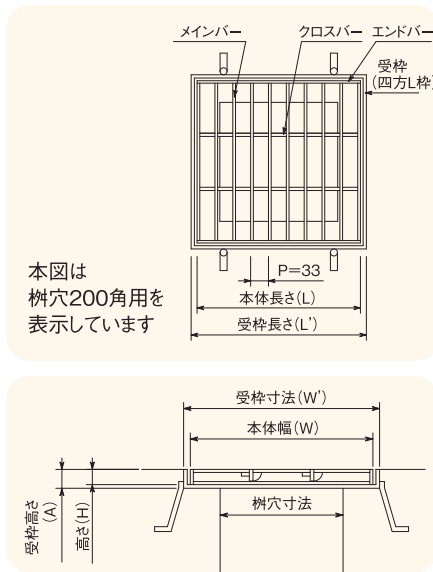 メインバー
クロスバー
エンドバー
受枠
(四方L枠)
P=33
本体長さ(L)
受枠長さ(L')
本図は
桝穴200角用を
表示しています
受枠寸法(W')
本体幅(W)
桝穴寸法
受枠高さ
(A)
高さ(H)